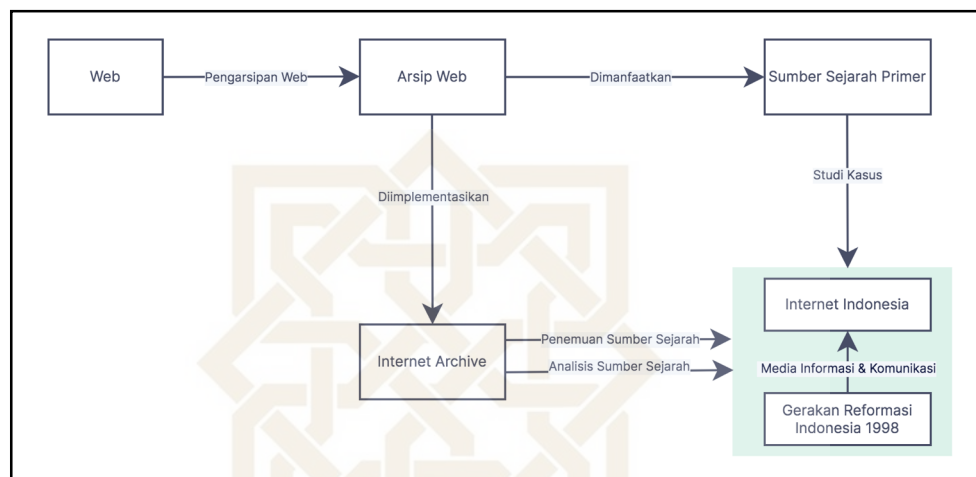 Web
Pengarsipan Web
Arsip Web
Dimanfaatkan
Sumber Sejarah Primer
Diimplementasikan
Studi Kasus
Internet Archive
Penemuan Sumber Sejarah
Analisis Sumber Sejarah
Internet Indonesia
Media Informasi & Komunikasi
Gerakan Reformasi
Indonesia 1998